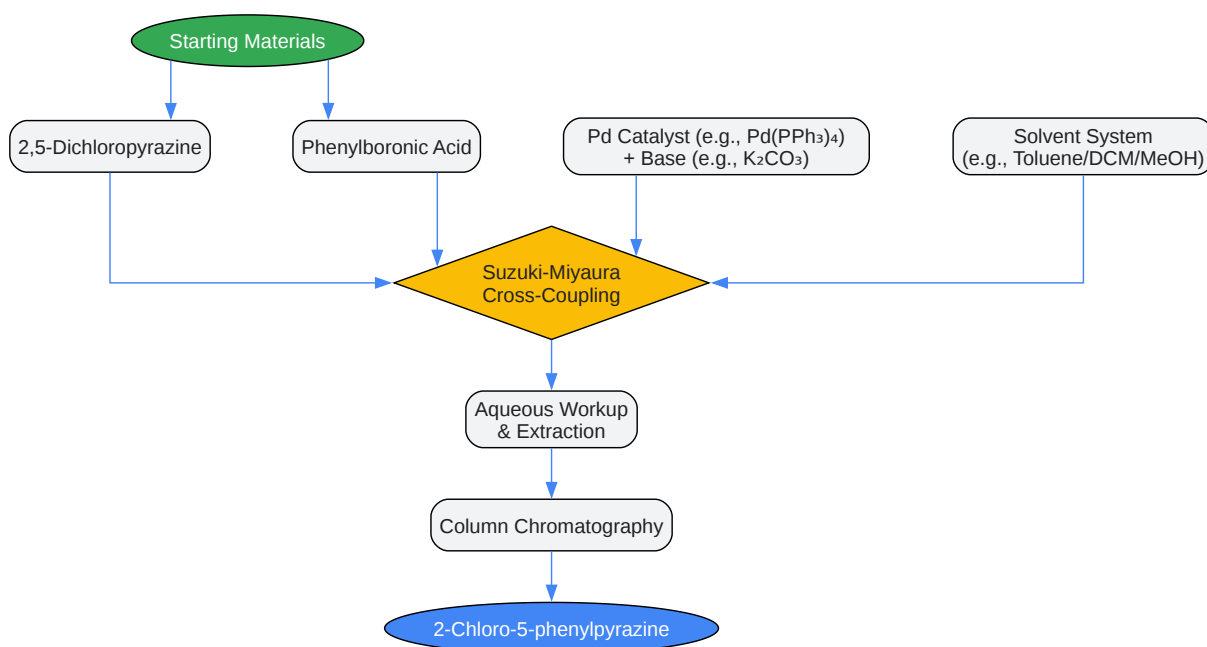 Starting Materials
2,5-Dichloropyrazine
Phenylboronic Acid
Pd Catalyst (e.g., Pd(PPh₃)₄)
+ Base (e.g., K₂CO₃)
Solvent System
(e.g., Toluene/DCM/MeOH)
Suzuki-Miyaura
Cross-Coupling
Aqueous Workup
& Extraction
Column Chromatography
2-Chloro-5-phenylpyrazine